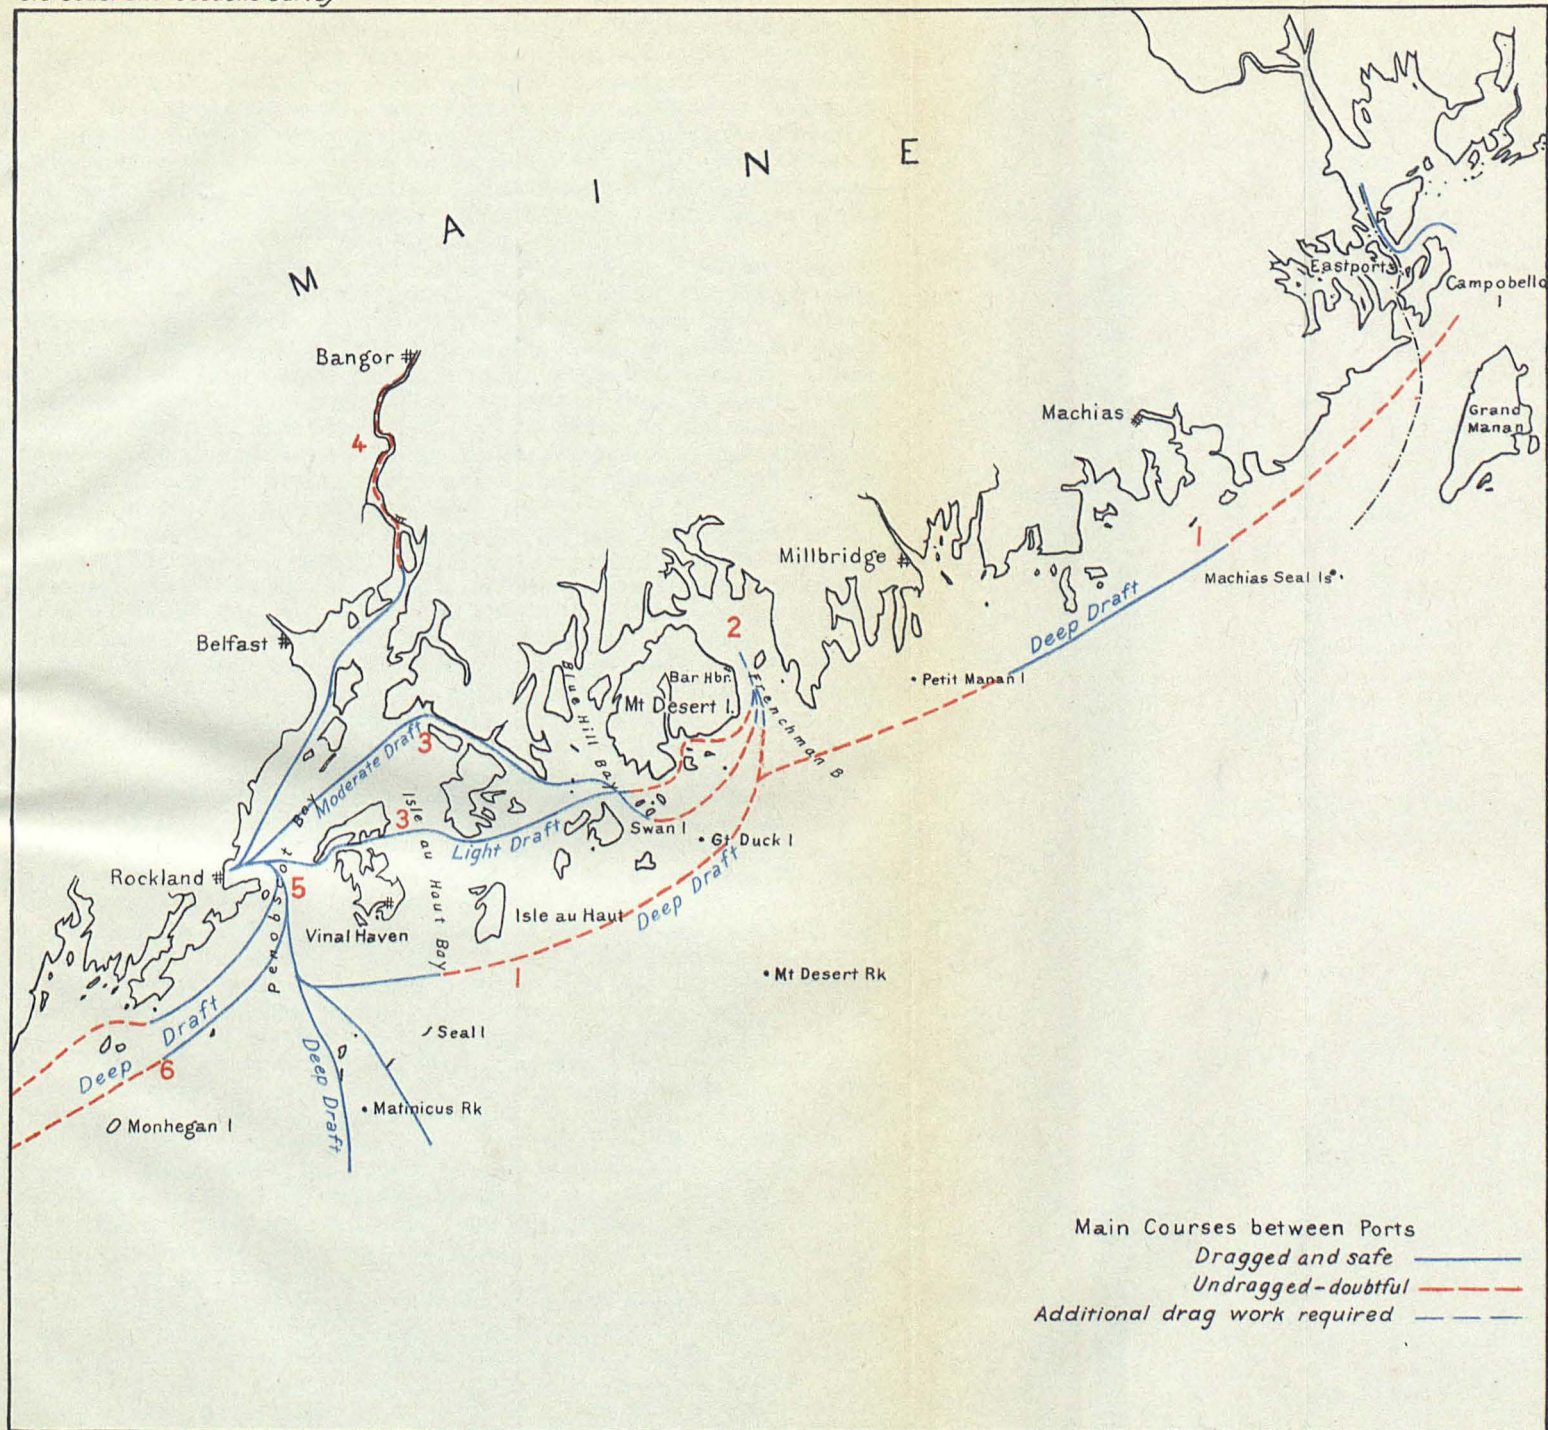 M A I N E
Eastport
Campobello
I
Bangor
4
Machias
Grand
Manan
1
Millbridge
Machias Seal Is
Deep Draft
Belfast
2
Bar Hbr.
Mt Desert I.
Frenchman B
Blue Hill Bay
Petit Manan I
3
Moderate Draft
Isle au Haut Bay
3
Light Draft
Swan I
Gt Duck I
Deep Draft
Rockland
5
Penobscot Bay
Vinal Haven
Isle au Haut
1
Mt Desert Rk
Seal I
Deep Draft
6
Deep Draft
Matinicus Rk
Monhegan I
Main Courses between Ports
Dragged and safe
Undragged-doubtful
Additional drag work required